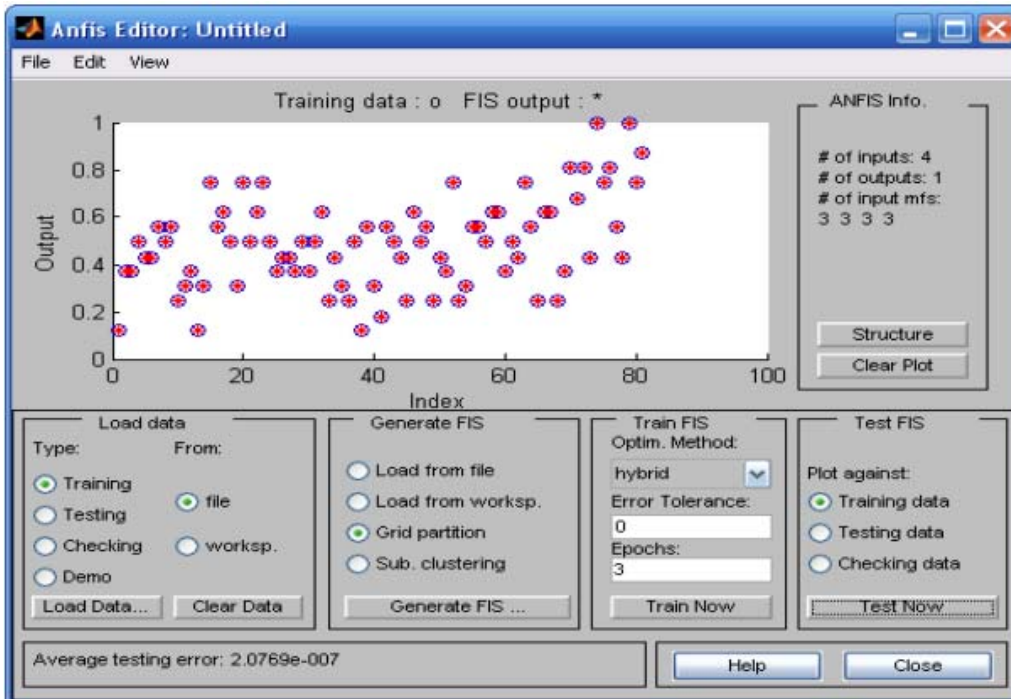 Anfis Editor: Untitled
File Edit View
Training data : o FIS output : *
Output
1
0.8
0.6
0.4
0.2
0
0 20 40 60 80 100
Index
ANFIS Info.
# of inputs: 4
# of outputs: 1
# of input mfs:
3 3 3 3
Structure
Clear Plot
Load data
Type: From:
Training
Testing
Checking
Demo
file
worksp.
Load Data... Clear Data
Generate FIS
Load from file
Load from worksp.
Grid partition
Sub. clustering
Generate FIS ...
Train FIS
Optim. Method:
hybrid
Error Tolerance:
0
Epochs:
3
Train Now
Test FIS
Plot against:
Training data
Testing data
Checking data
Test Now
Average testing error: 2.0769e-007
Help Close